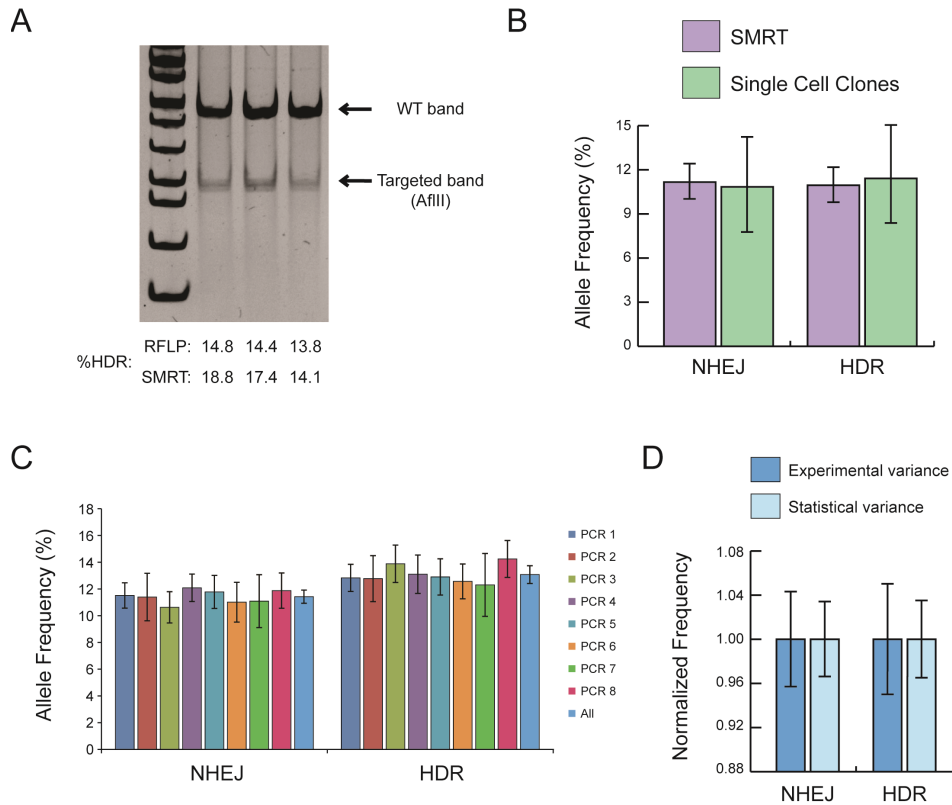 A
WT band
Targeted band
(AflII)
%HDR:
RFLP: 14.8 14.4 13.8
SMRT: 18.8 17.4 14.1
B
SMRT
Single Cell Clones
Allele Frequency (%)
15
12
9
6
3
0
NHEJ HDR
C
Allele Frequency (%)
18
16
14
12
10
8
6
4
2
0
NHEJ HDR
PCR 1
PCR 2
PCR 3
PCR 4
PCR 5
PCR 6
PCR 7
PCR 8
All
D
Experimental variance
Statistical variance
Normalized Frequency
1.08
1.04
1.00
0.96
0.92
0.88
NHEJ HDR